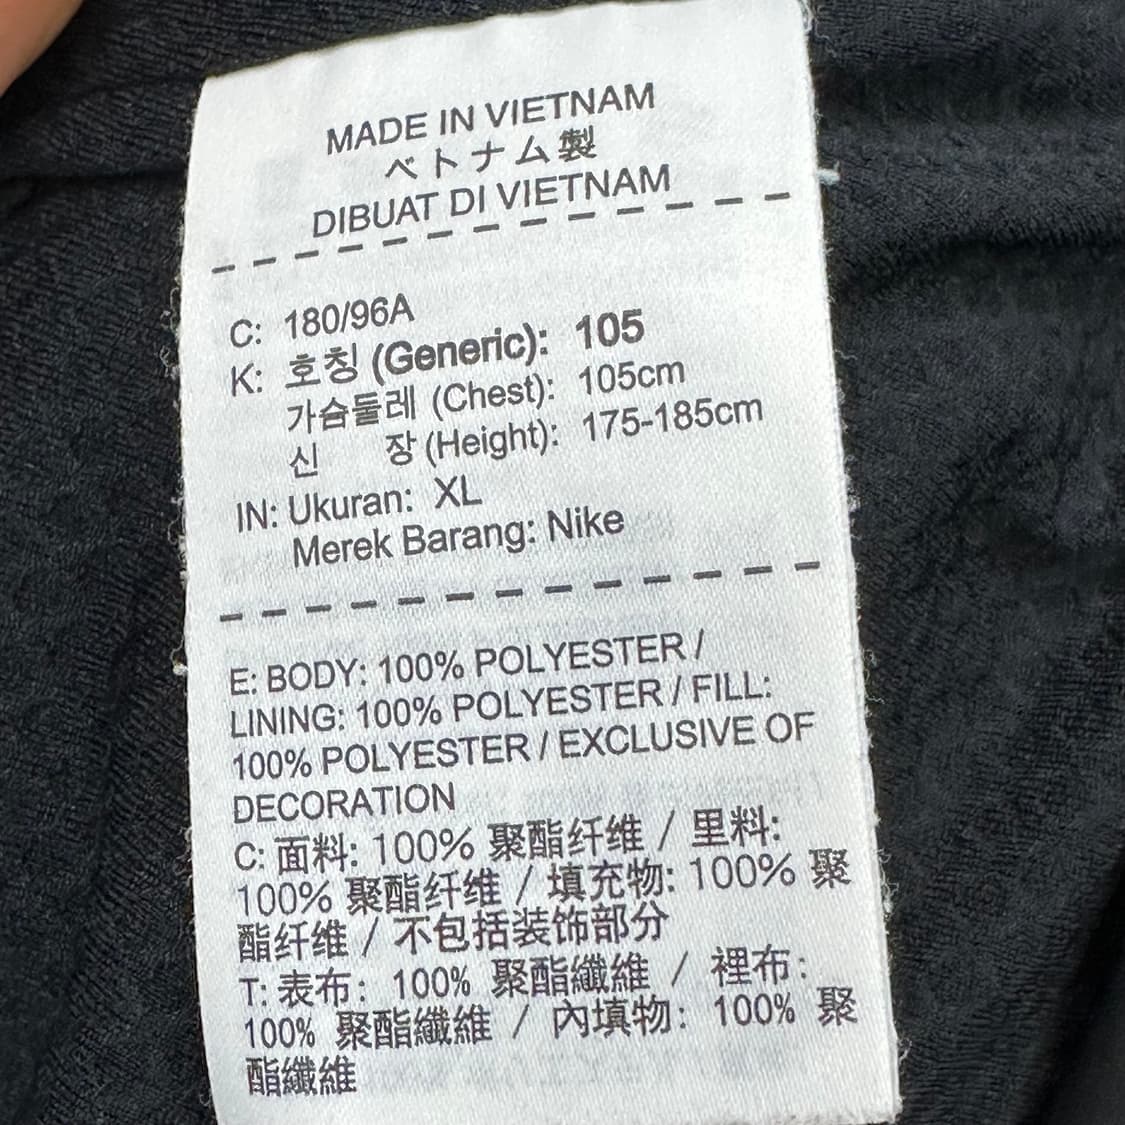 MADE IN VIETNAM
ベトナム製
DIBUAT DI VIETNAM
C: 180/96A
K: 호칭 (Generic): 105
가슴둘레 (Chest): 105cm
신 장 (Height): 175-185cm
IN: Ukuran: XL
Merek Barang: Nike
E: BODY: 100% POLYESTER /
LINING: 100% POLYESTER / FILL:
100% POLYESTER / EXCLUSIVE OF
DECORATION
C: 面料: 100% 聚酯纤维 / 里料:
100% 聚酯纤维 / 填充物: 100% 聚
酯纤维 / 不包括装饰部分
T: 表布: 100% 聚酯纖維 / 裡布:
100% 聚酯纖維 / 內填物: 100% 聚
酯纖維